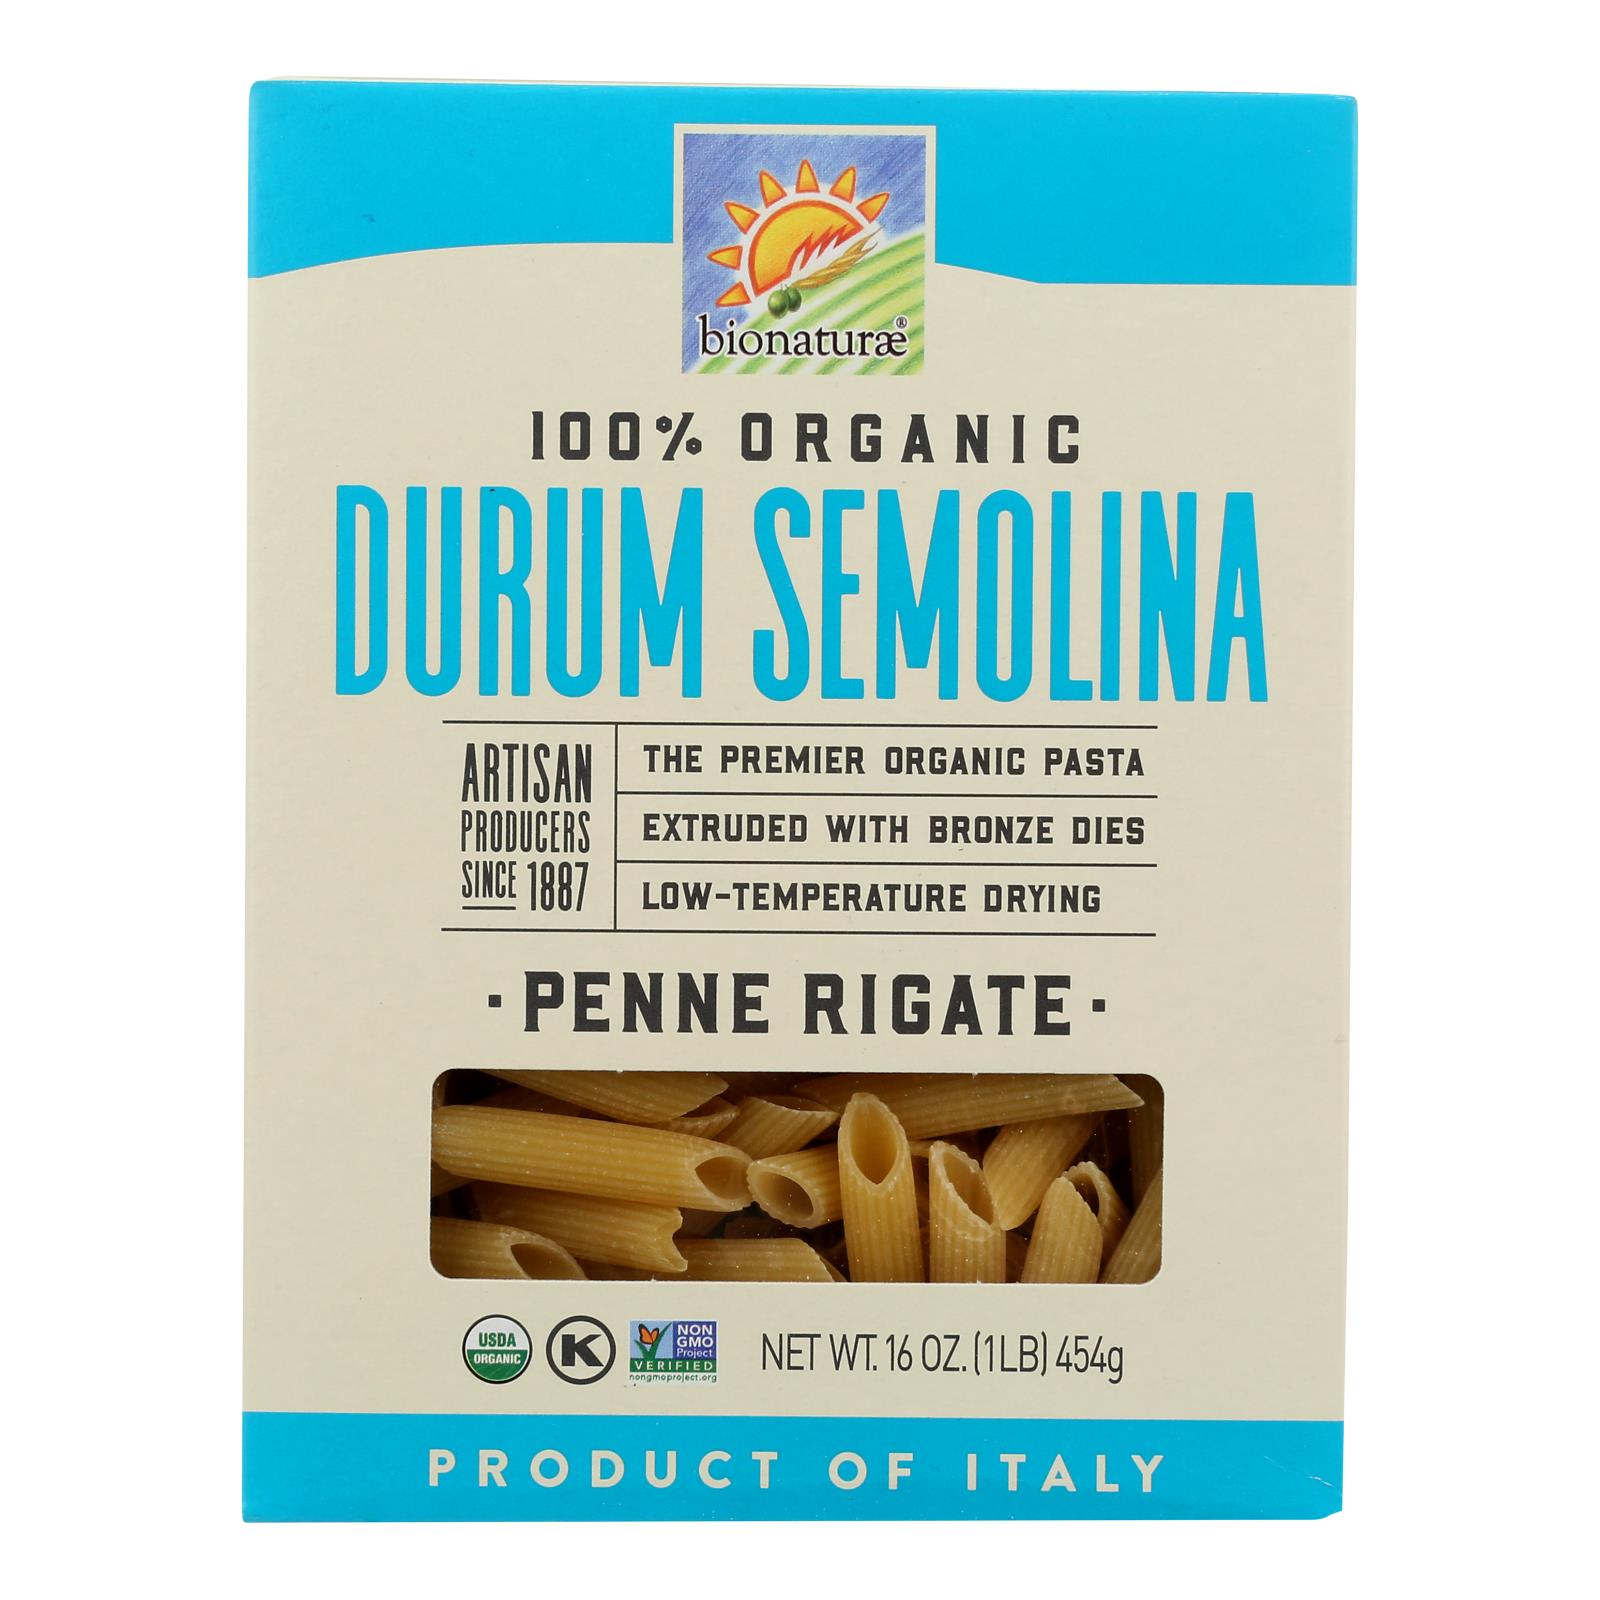 bionaturæ®
100% ORGANIC
DURUM SEMOLINA
ARTISAN
PRODUCERS
SINCE 1887
THE PREMIER ORGANIC PASTA
EXTRUDED WITH BRONZE DIES
LOW-TEMPERATURE DRYING
·PENNE RIGATE·
USDA
ORGANIC
K
NON
GMO
Project
VERIFIED
nongmoproject.org
NET WT. 16 OZ. (1LB) 454g
PRODUCT OF ITALY